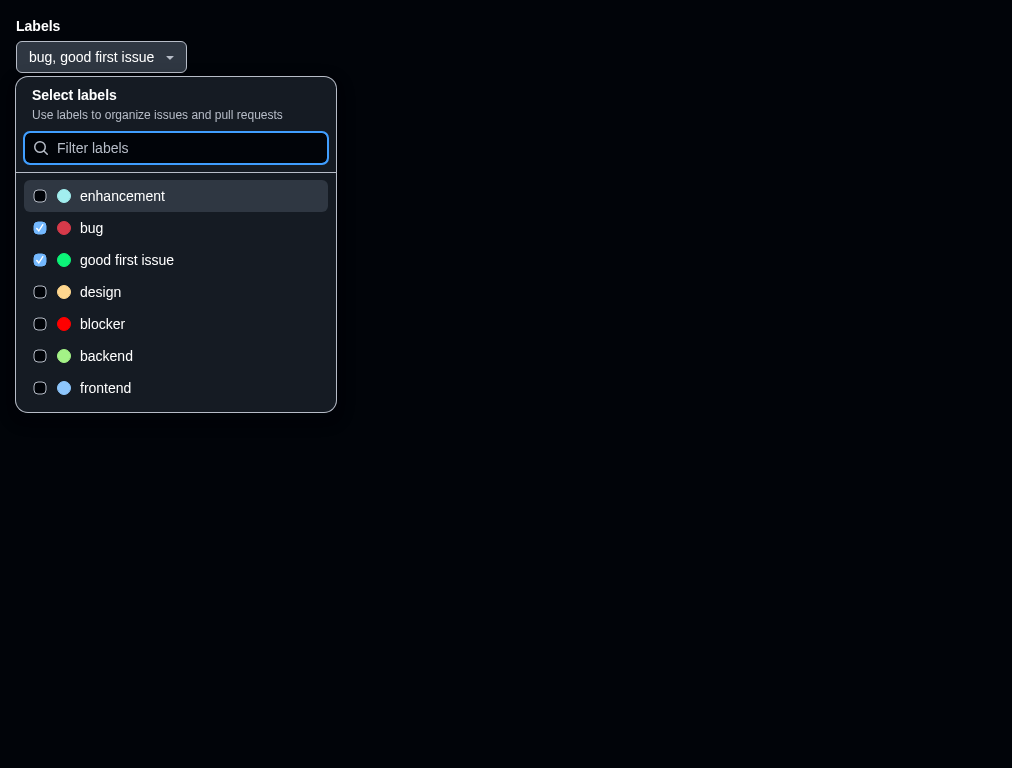 Labels
bug, good first issue
Select labels
Use labels to organize issues and pull requests
Filter labels
enhancement
bug
good first issue
design
blocker
backend
frontend